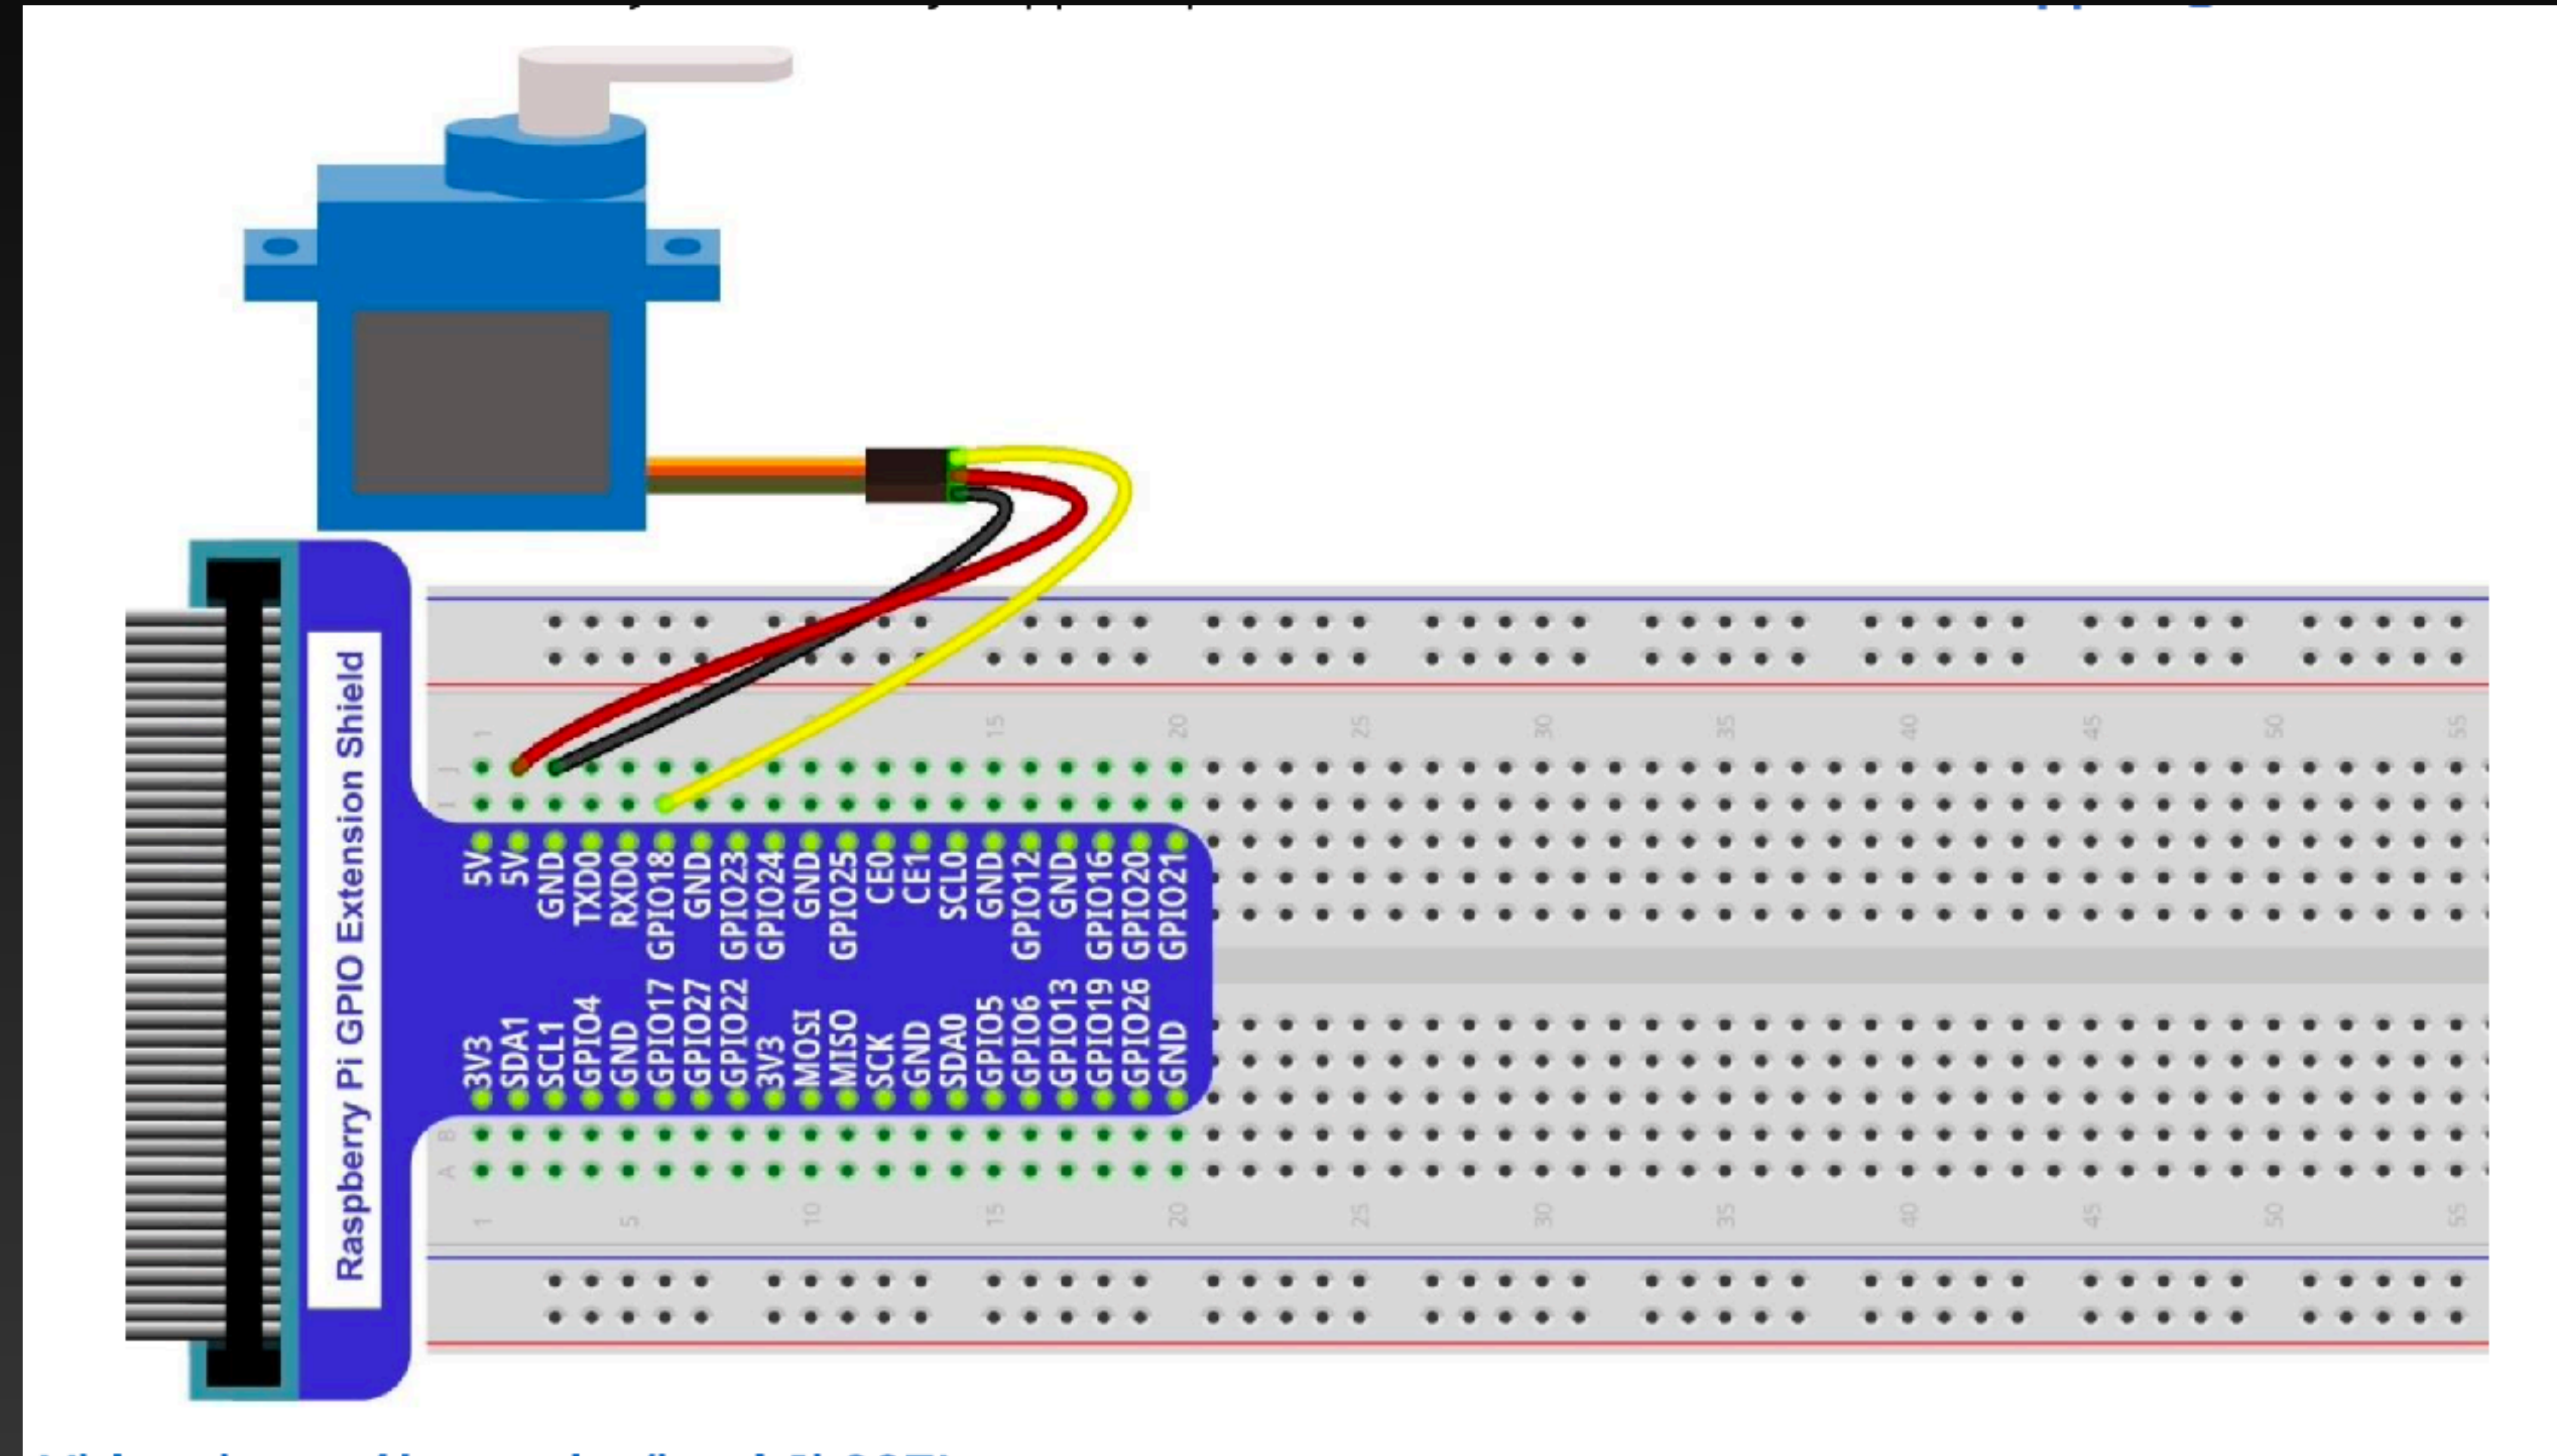 Raspberry Pi GPIO Extension Shield
1 15 20 25 30 35 40 45 50 55
J
I
5V 5V GND TXD0 RXD0 GPIO18 GND GPIO23 GPIO24 GND GPIO25 CE0 CE1 SCL0 GND GPIO12 GND GPIO16 GPIO20 GPIO21
3V3 SDA1 SCL1 GPIO4 GND GPIO17 GPIO27 GPIO22 3V3 MOSI MISO SCK GND SDA0 GPIO5 GPIO6 GPIO13 GPIO19 GPIO26 GND
B
A
1 5 10 15 20 25 30 35 40 45 50 55